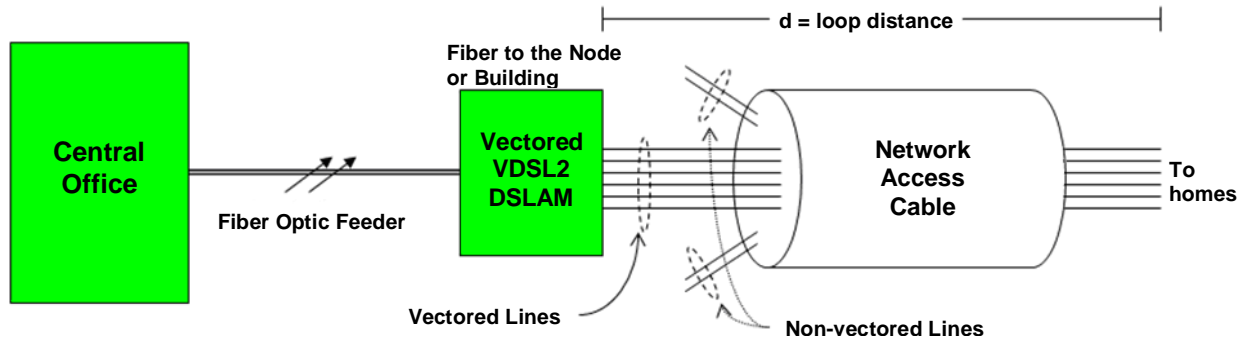 d = loop distance
Fiber to the Node
or Building
Central
Office
Vectored
VDSL2
DSLAM
Network
Access
Cable
To
homes
Fiber Optic Feeder
Vectored Lines
Non-vectored Lines